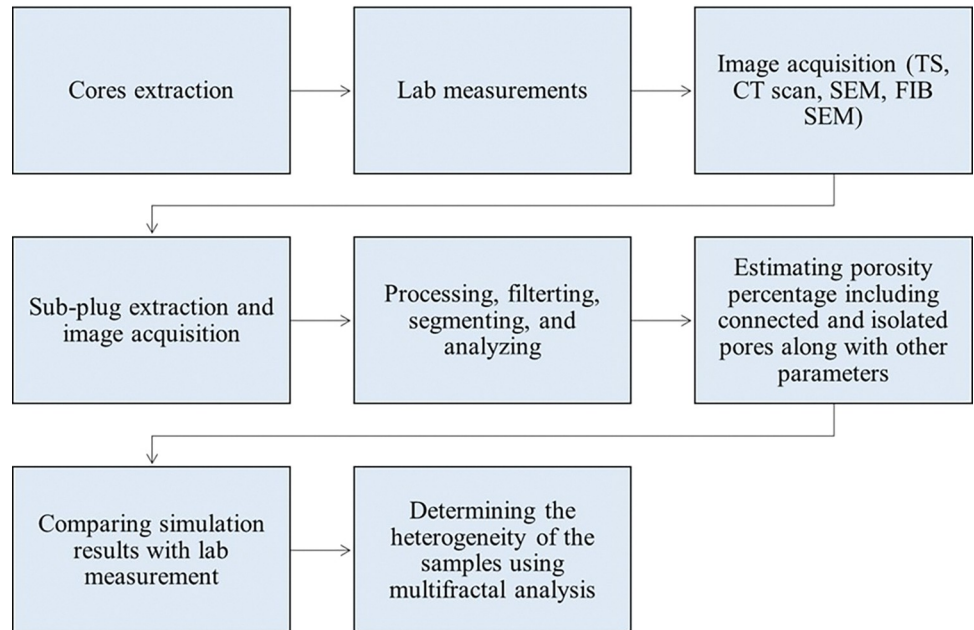 Cores extraction
Lab measurements
Image acquisition (TS,
CT scan, SEM, FIB
SEM)
Sub-plug extraction and
image acquisition
Processing, filterting,
segmenting, and
analyzing
Estimating porosity
percentage including
connected and isolated
pores along with other
parameters
Comparing simulation
results with lab
measurement
Determining the
heterogeneity of the
samples using
multifractal analysis